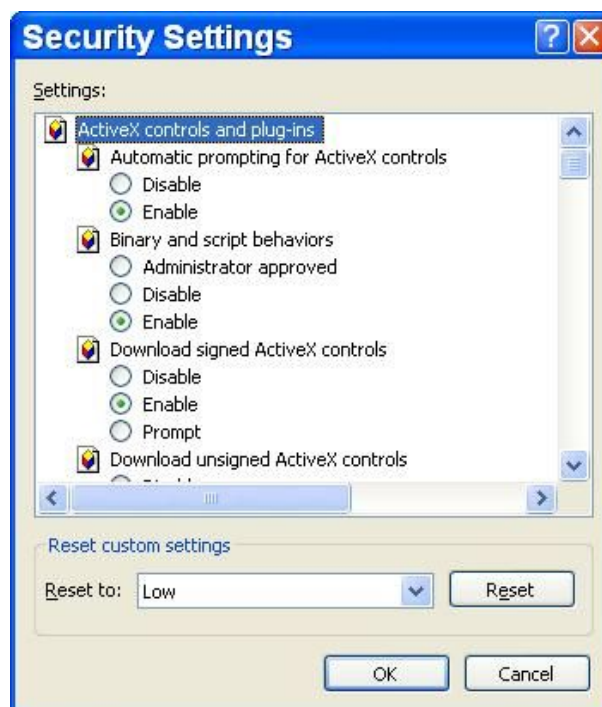 Security Settings
Settings:
ActiveX controls and plug-ins
Automatic prompting for ActiveX controls
Disable
Enable
Binary and script behaviors
Administrator approved
Disable
Enable
Download signed ActiveX controls
Disable
Enable
Prompt
Download unsigned ActiveX controls
Reset custom settings
Reset to: Low Reset
OK Cancel